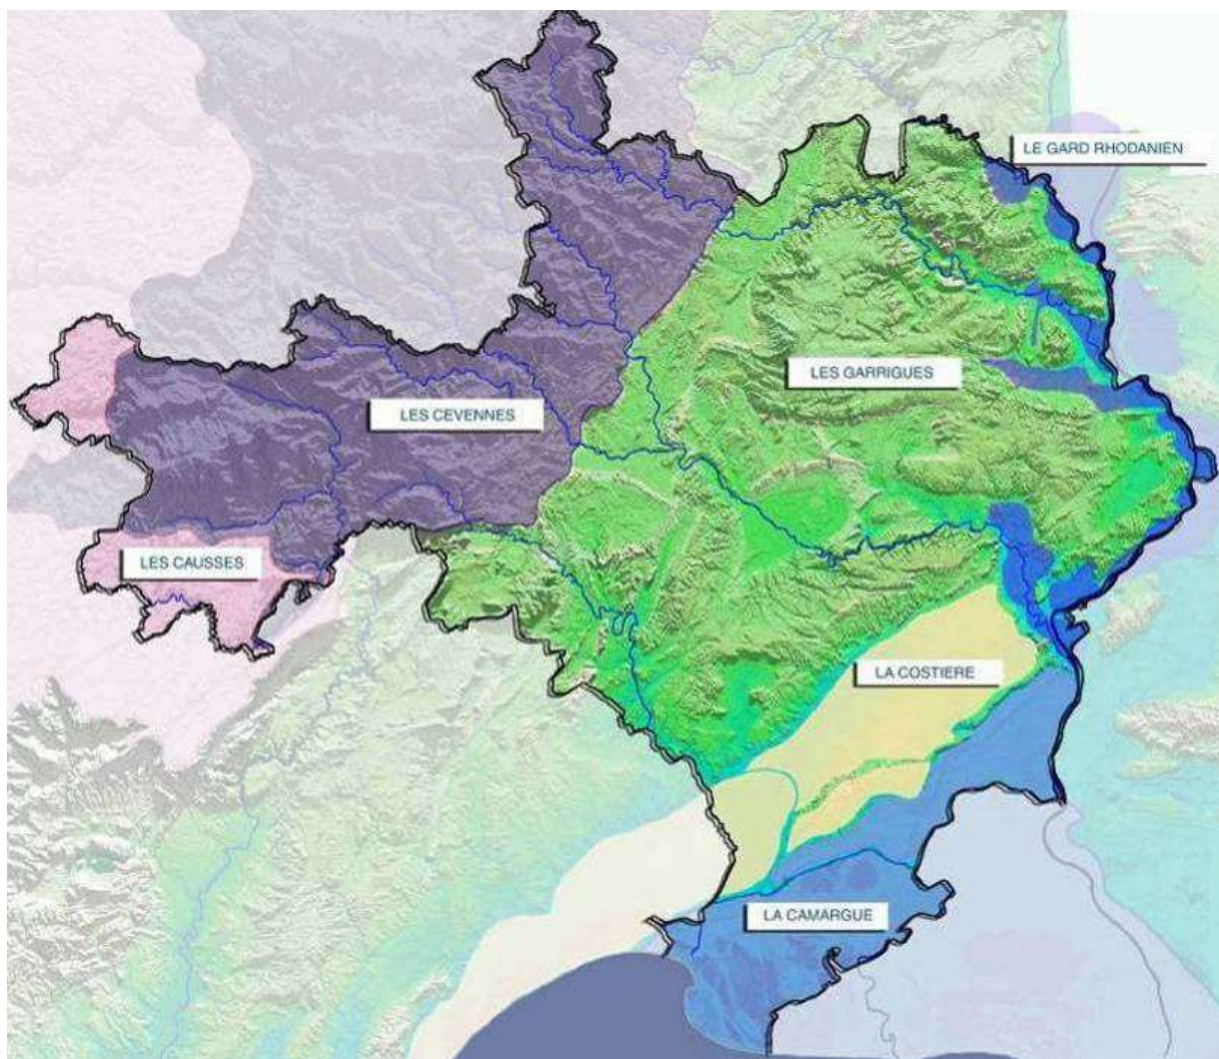 LE GARD RHODANIEN
LES GARRIGUES
LES CEVENNES
LES CAUSSES
LA COSTIERE
LA CAMARGUE